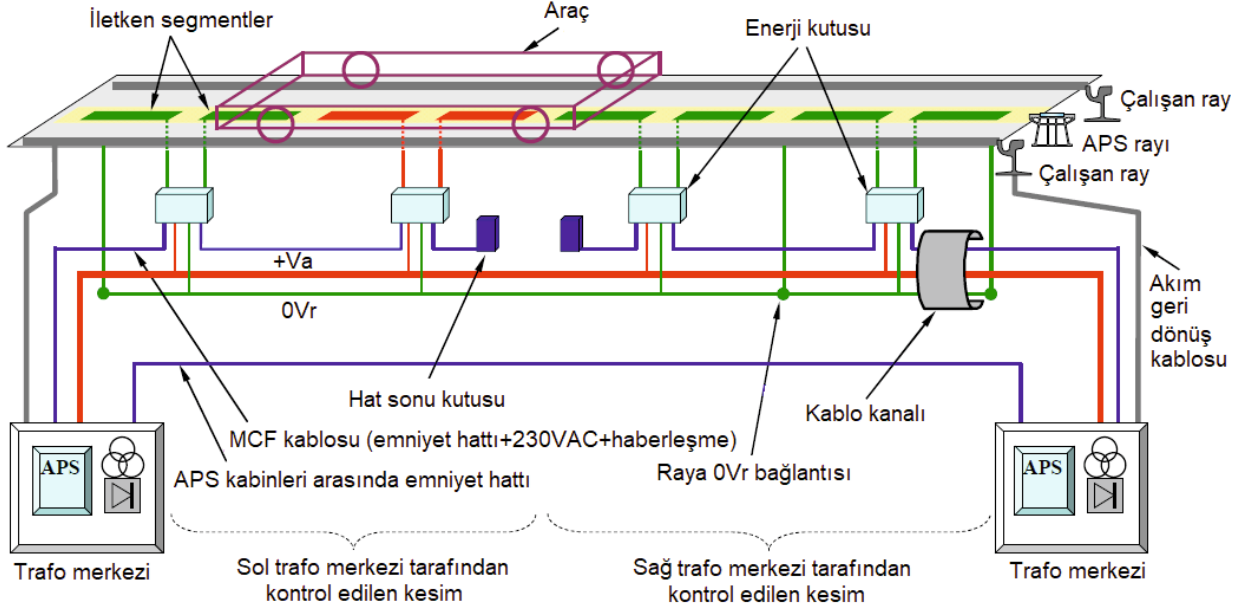 İletken segmentler
Araç
Enerji kutusu
Çalışan ray
APS rayı
Çalışan ray
+Va
0Vr
Akım
geri
dönüş
kablosu
Hat sonu kutusu
Kablo kanalı
MCF kablosu (emniyet hattı+230VAC+haberleşme)
APS kabinleri arasında emniyet hattı
Raya 0Vr bağlantısı
APS
APS
Trafo merkezi
Sol trafo merkezi tarafından
kontrol edilen kesim
Sağ trafo merkezi tarafından
kontrol edilen kesim
Trafo merkezi